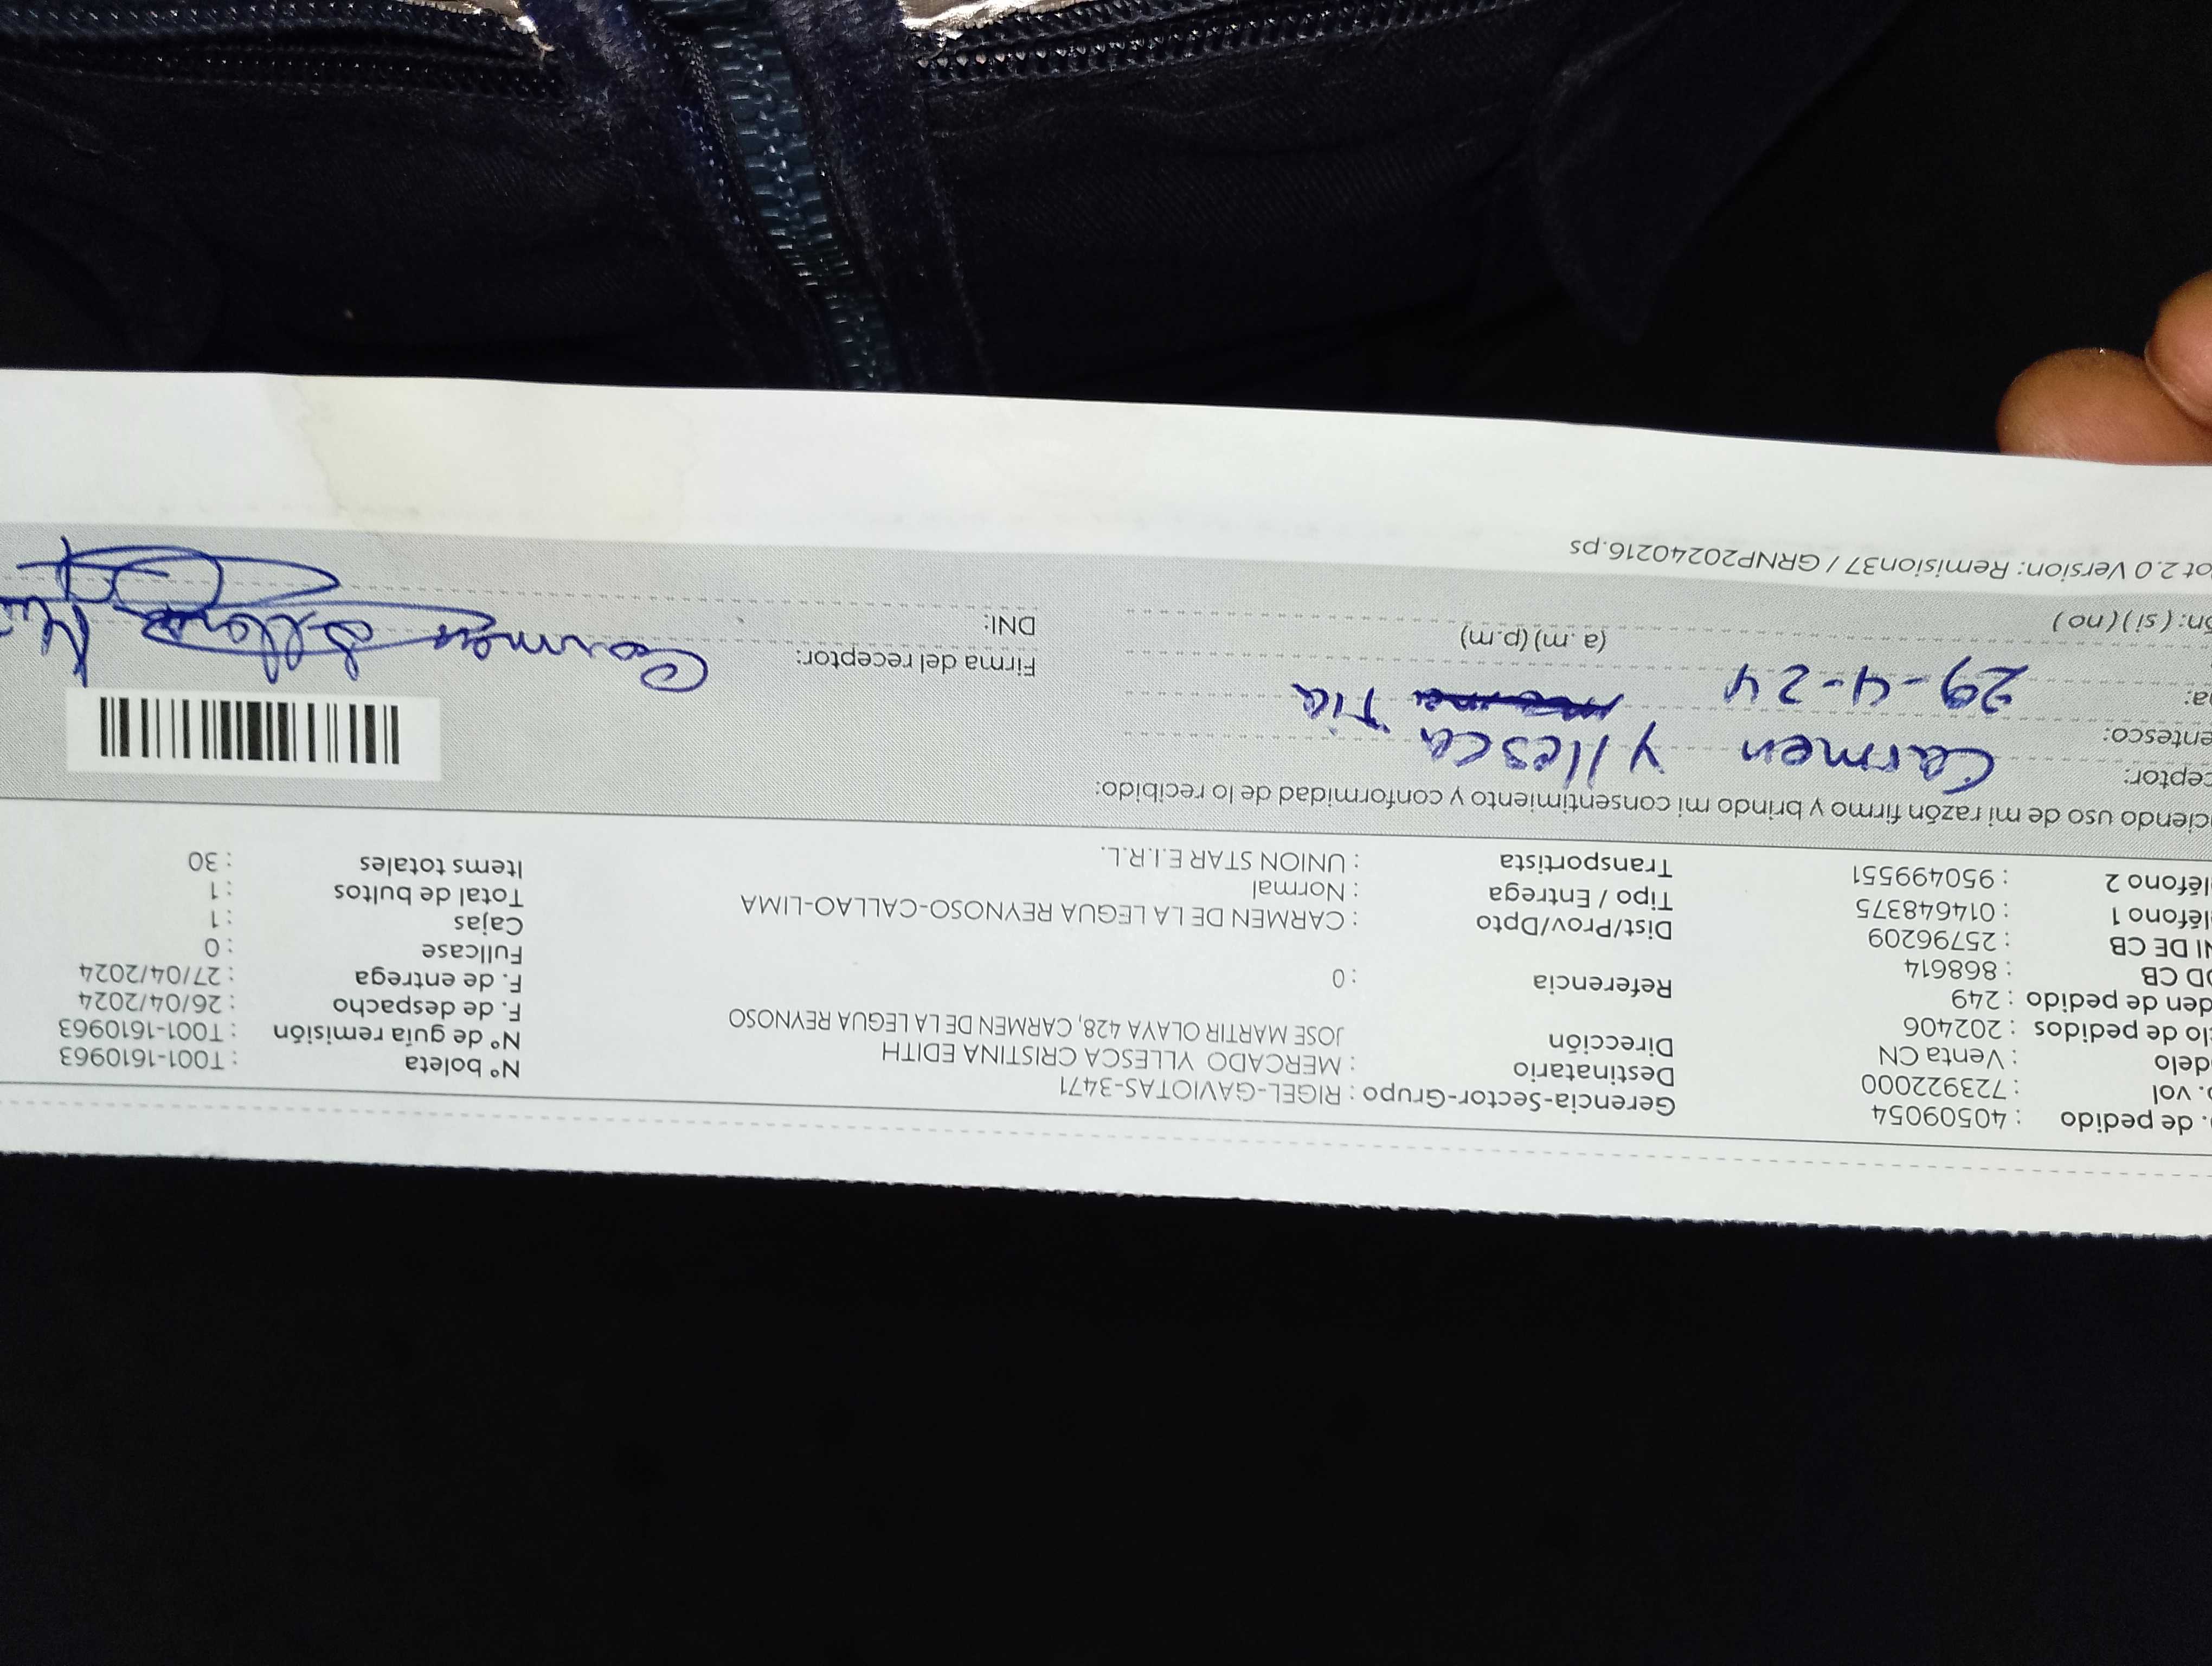 . de pedido : 40509054 Gerencia-Sector-Grupo : RIGEL-GAVIOTAS-3471 Nº boleta : T001-1610963
. vol : 723922000 Destinatario : MERCADO YLLESCA CRISTINA EDITH Nº de guía remisión : T001-1610963
delo : Venta CN Dirección JOSE MARTIR OLAYA 428, CARMEN DE LA LEGUA REYNOSO F. de despacho : 26/04/2024
lo de pedidos : 202406 F. de entrega : 27/04/2024
den de pedido : 249 Referencia : 0 Fullcase : 0
OD CB : 868614 Cajas : 1
NI DE CB : 25796209 Dist/Prov/Dpto : CARMEN DE LA LEGUA REYNOSO-CALLAO-LIMA Total de bultos : 1
léfono 1 : 014648375 Tipo / Entrega : Normal Items totales : 30
léfono 2 : 950499551 Transportista : UNION STAR E.I.R.L.
ciendo uso de mi razón firmo y brindo mi consentimiento y conformidad de lo recibido:
ceptor: Carmen Yllesca
entesco: Tia
a: 29-4-24 Firma del receptor: Carmen
(a.m) (p.m) DNI:
ón: (si) (no)
ot 2.0 Version: Remision37 / GRNP20240216.ps